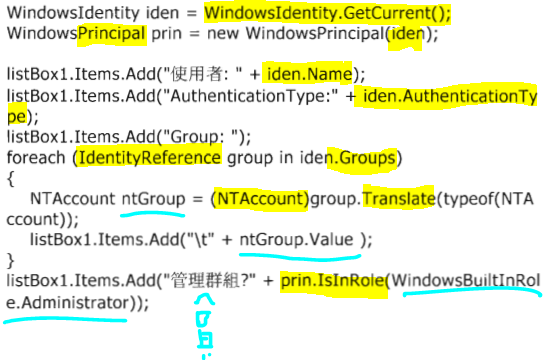 WindowsIdentity iden = WindowsIdentity.GetCurrent();
WindowsPrincipal prin = new WindowsPrincipal(iden);
listBox1.Items.Add("使用者: " + iden.Name);
listBox1.Items.Add("AuthenticationType:" + iden.AuthenticationTy
pe);
listBox1.Items.Add("Group: ");
foreach (IdentityReference group in iden.Groups)
{
NTAccount ntGroup = (NTAccount)group.Translate(typeof(NTA
ccount));
listBox1.Items.Add("\t" + ntGroup.Value );
}
listBox1.Items.Add("管理群組?" + prin.IsInRole(WindowsBuiltInRol
e.Administrator));